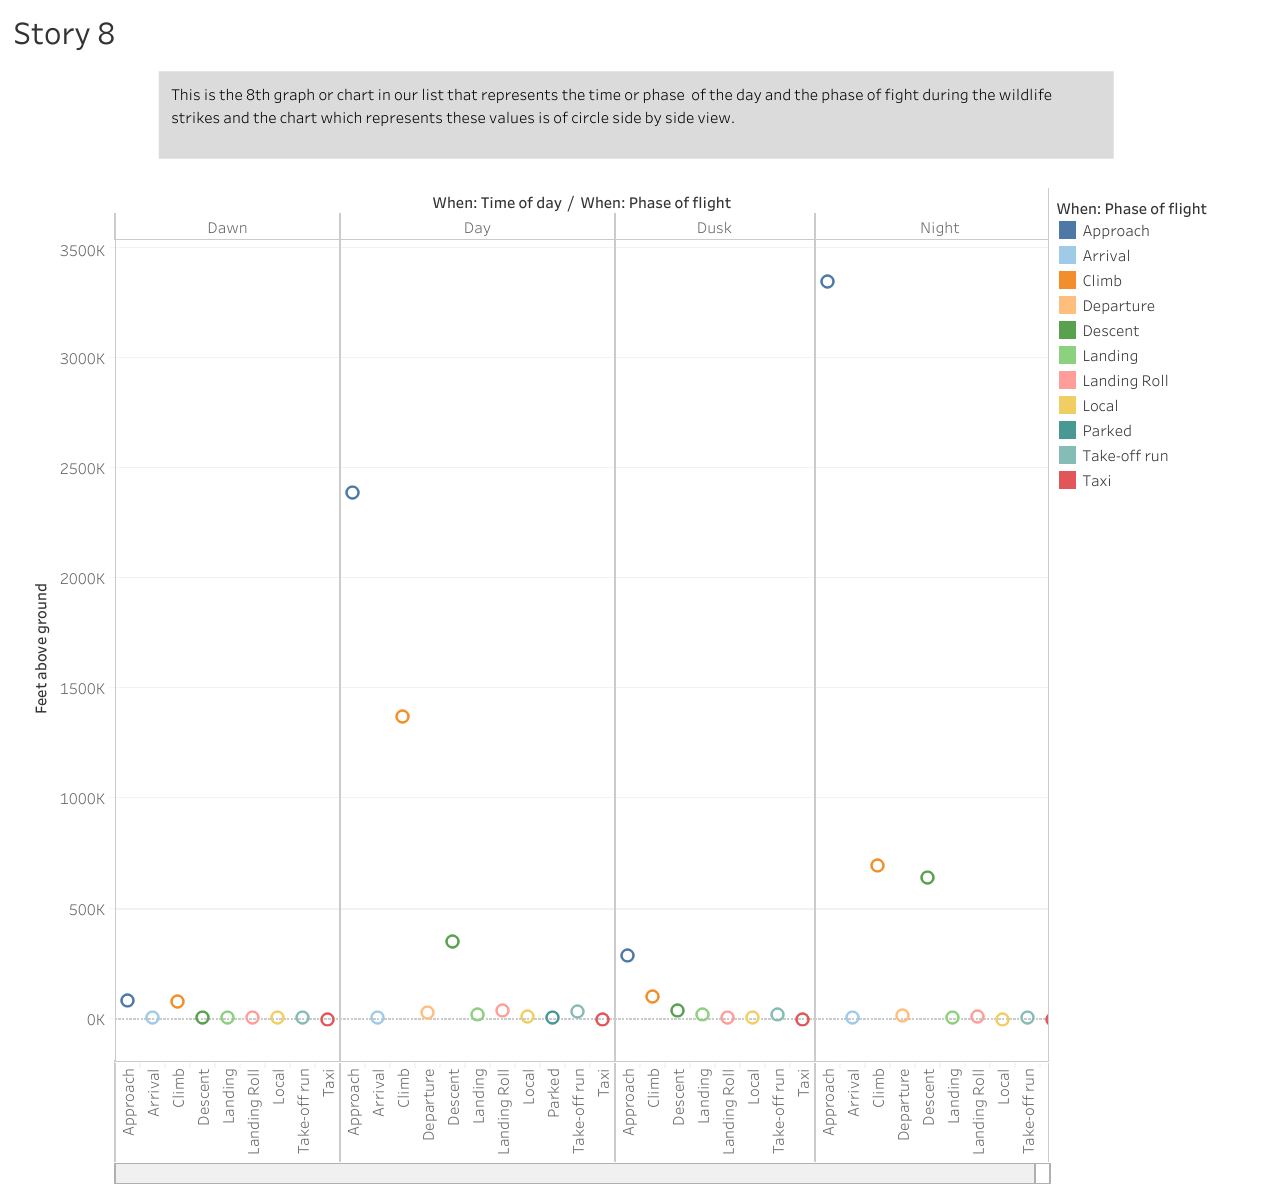 Story 8
This is the 8th graph or chart in our list that represents the time or phase  of the day and the phase of fight during the wildlife
strikes and the chart which represents these values is of circle side by side view.
When: Time of day / When: Phase of flight
Dawn Day Dusk Night
3500K
3000K
2500K
2000K
1500K
1000K
500K
0K
Feet above ground
Approach
Arrival
Climb
Descent
Landing
Landing Roll
Local
Take-off run
Taxi
Approach
Arrival
Climb
Departure
Descent
Landing
Landing Roll
Local
Parked
Take-off run
Taxi
Approach
Climb
Descent
Landing
Landing Roll
Local
Take-off run
Taxi
Approach
Arrival
Climb
Departure
Descent
Landing
Landing Roll
Local
Take-off run
When: Phase of flight
Approach
Arrival
Climb
Departure
Descent
Landing
Landing Roll
Local
Parked
Take-off run
Taxi